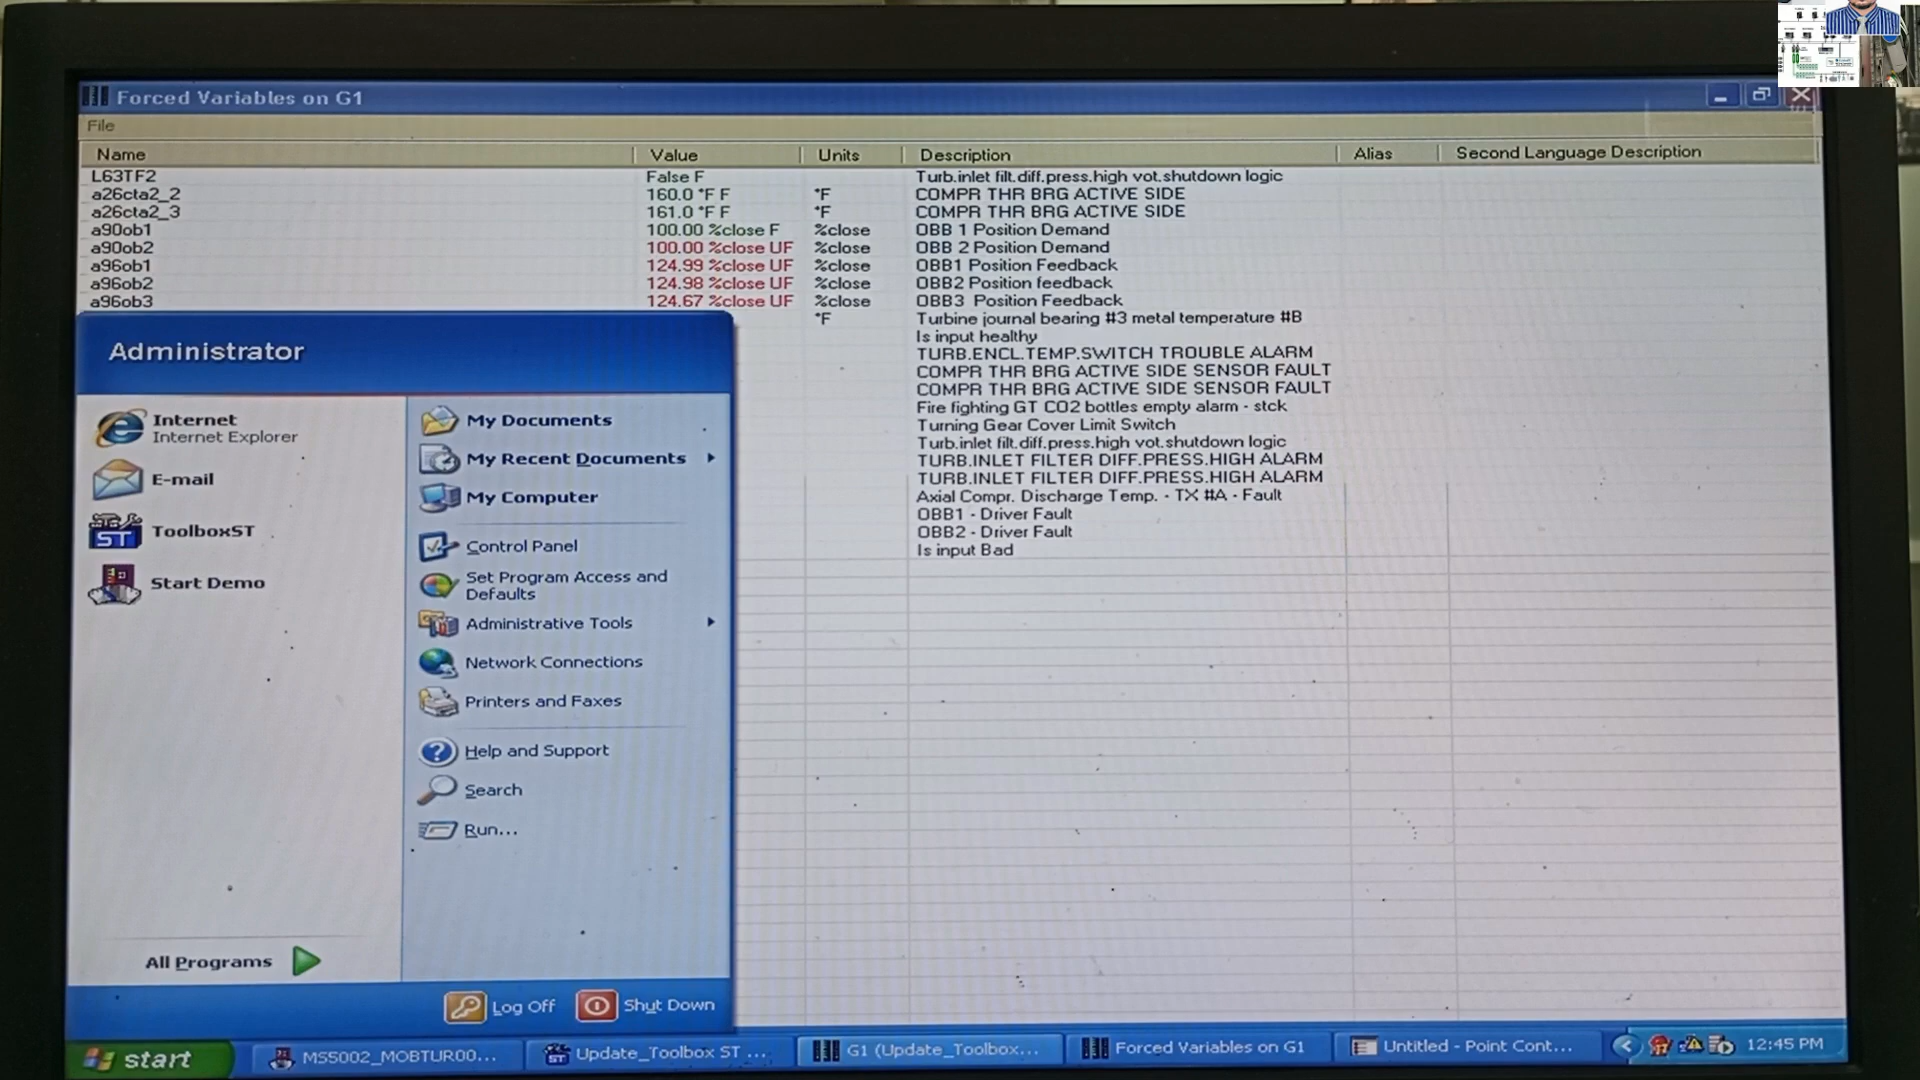 Forced Variables on G1
File
Name Value Units Description Alias Second Language Description
L63TF2 False F Turb.inlet filt.diff.press.high vot.shutdown logic
a26cta2_2 160.0 °F F °F COMPR THR BRG ACTIVE SIDE
a26cta2_3 161.0 °F F °F COMPR THR BRG ACTIVE SIDE
a90ob1 100.00 %close F %close OBB 1 Position Demand
a90ob2 100.00 %close UF %close OBB 2 Position Demand
a96ob1 124.99 %close UF %close OBB1 Position Feedback
a96ob2 124.98 %close UF %close OBB2 Position feedback
a96ob3 124.67 %close UF %close OBB3 Position Feedback
°F Turbine journal bearing #3 metal temperature #B
Is input healthy
TURB.ENCL.TEMP.SWITCH TROUBLE ALARM
COMPR THR BRG ACTIVE SIDE SENSOR FAULT
COMPR THR BRG ACTIVE SIDE SENSOR FAULT
Fire fighting GT CO2 bottles empty alarm - stck
Turning Gear Cover Limit Switch
Turb.inlet filt.diff.press.high vot.shutdown logic
TURB.INLET FILTER DIFF.PRESS.HIGH ALARM
TURB.INLET FILTER DIFF.PRESS.HIGH ALARM
Axial Compr. Discharge Temp. - TX #A - Fault
OBB1 - Driver Fault
OBB2 - Driver Fault
Is input Bad
Administrator
Internet
Internet Explorer
E-mail
ToolboxST
ST
Start Demo
All Programs
My Documents
My Recent Documents
My Computer
Control Panel
Set Program Access and
Defaults
Administrative Tools
Network Connections
Printers and Faxes
Help and Support
Search
Run...
Log Off Shut Down
start MS5002_MOBTUR00... Update_Toolbox ST ... G1 (Update_Toolbox... Forced Variables on G1 Untitled - Point Cont... 12:45 PM